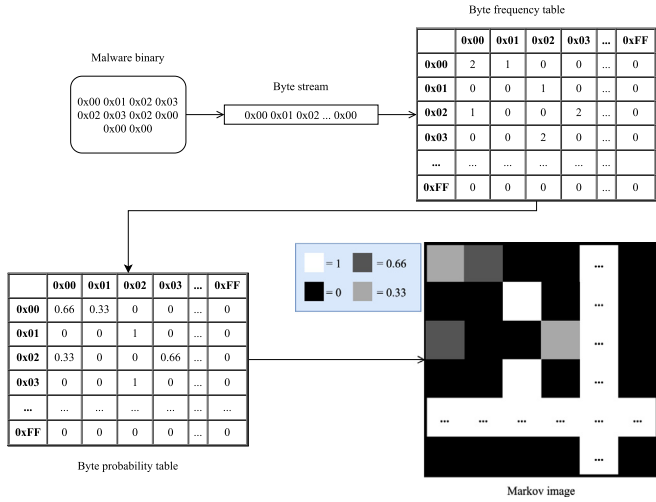 Byte frequency table
0x00 0x01 0x02 0x03 ... 0xFF
0x00 2 1 0 0 ... 0
0x01 0 0 1 0 ... 0
0x02 1 0 0 2 ... 0
0x03 0 0 2 0 ... 0
... ... ... ... ... ...
0xFF 0 0 0 0 ... 0
Malware binary
0x00 0x01 0x02 0x03
0x02 0x03 0x02 0x00
0x00 0x00
Byte stream
0x00 0x01 0x02 ... 0x00
= 1 = 0.66
= 0 = 0.33
0x00 0x01 0x02 0x03 ... 0xFF
0x00 0.66 0.33 0 0 ... 0
0x01 0 0 1 0 ... 0
0x02 0.33 0 0 0.66 ... 0
0x03 0 0 1 0 ... 0
... ... ... ... ... ... ...
0xFF 0 0 0 0 ... 0
Byte probability table
...
...
...
...
... ... ... ... ... ...
...
Markov image